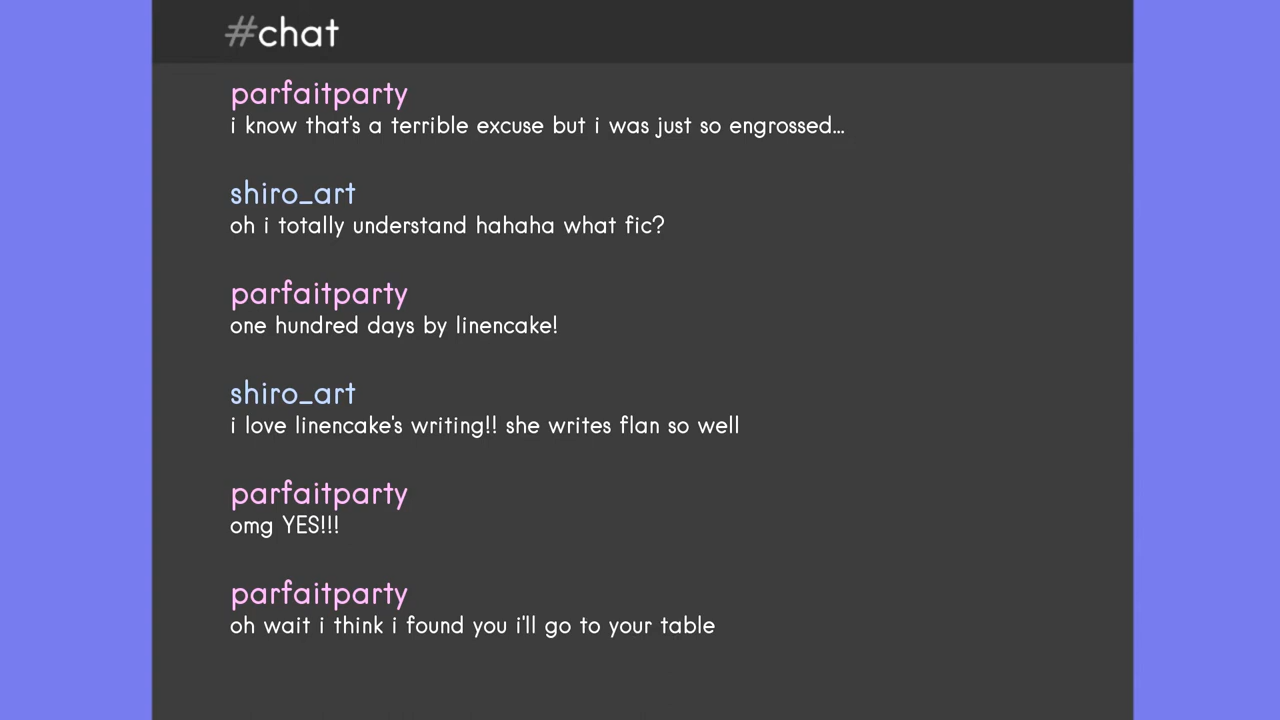 #chat
parfaitparty
i know that's a terrible excuse but i was just so engrossed...
shiro_art
oh i totally understand hahaha what fic?
parfaitparty
one hundred days by linencake!
shiro_art
i love linencake's writing!! she writes flan so well
parfaitparty
omg YES!!!
parfaitparty
oh wait i think i found you i'll go to your table